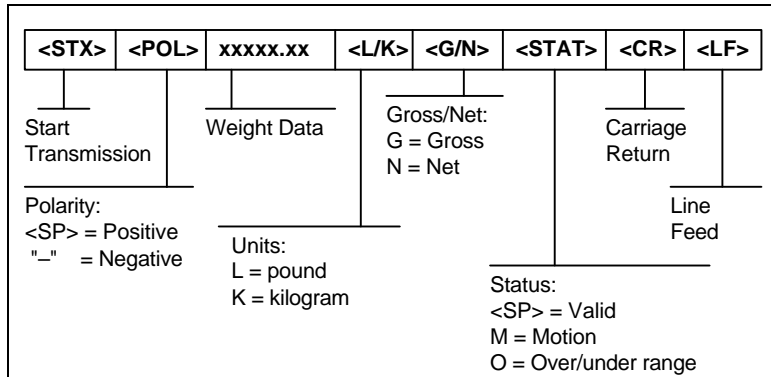 <STX> <POL> xxxxx.xx <L/K> <G/N> <STAT> <CR> <LF>
Start
Transmission
Weight Data
Gross/Net:
G = Gross
N = Net
Carriage
Return
Polarity:
<SP> = Positive
"–" = Negative
Units:
L = pound
K = kilogram
Line
Feed
Status:
<SP> = Valid
M = Motion
O = Over/under range